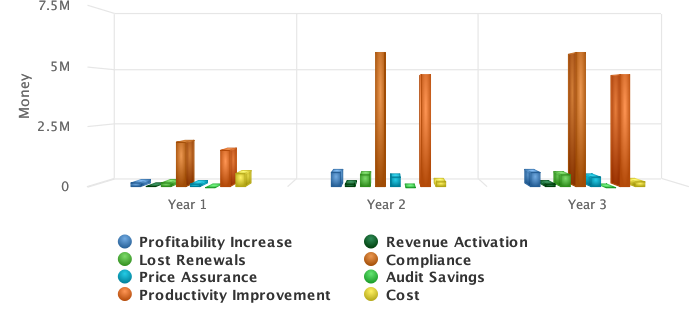 7.5M
5M
2.5M
0
Money
Year 1
Year 2
Year 3
Profitability Increase
Revenue Activation
Lost Renewals
Compliance
Price Assurance
Audit Savings
Productivity Improvement
Cost